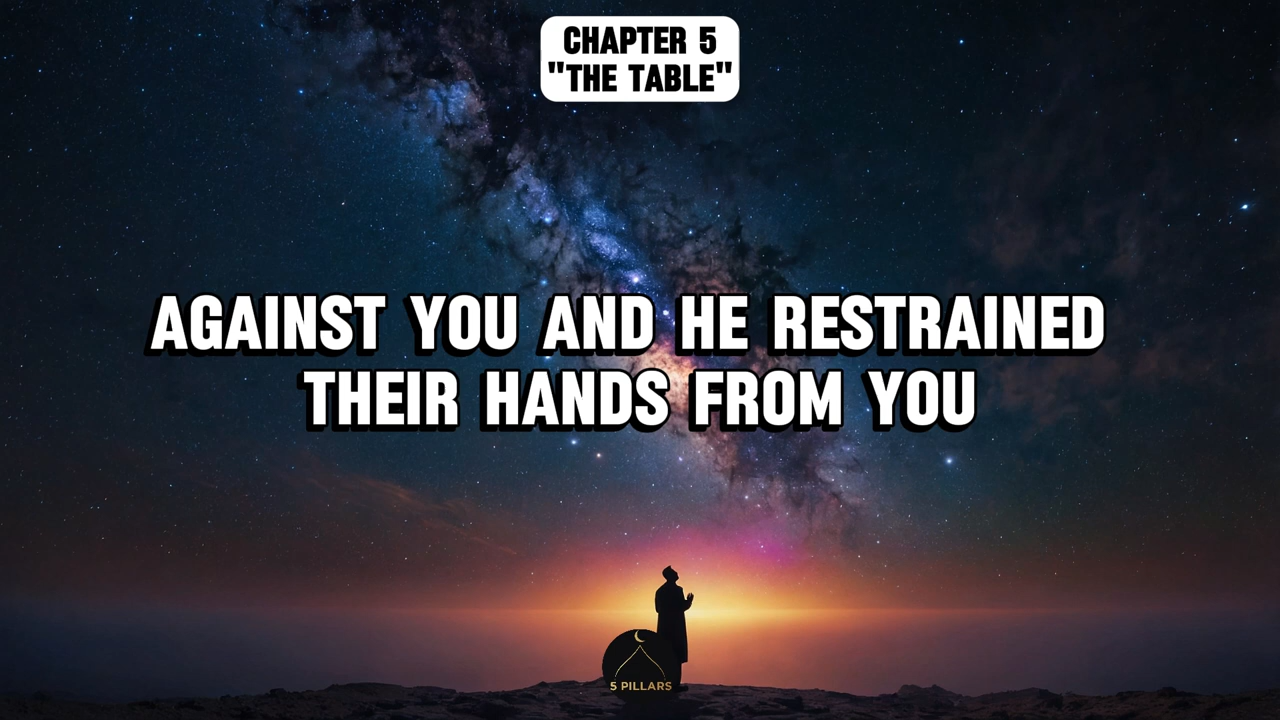 CHAPTER 5
"THE TABLE"
AGAINST YOU AND HE RESTRAINED
THEIR HANDS FROM YOU
5 PILLARS